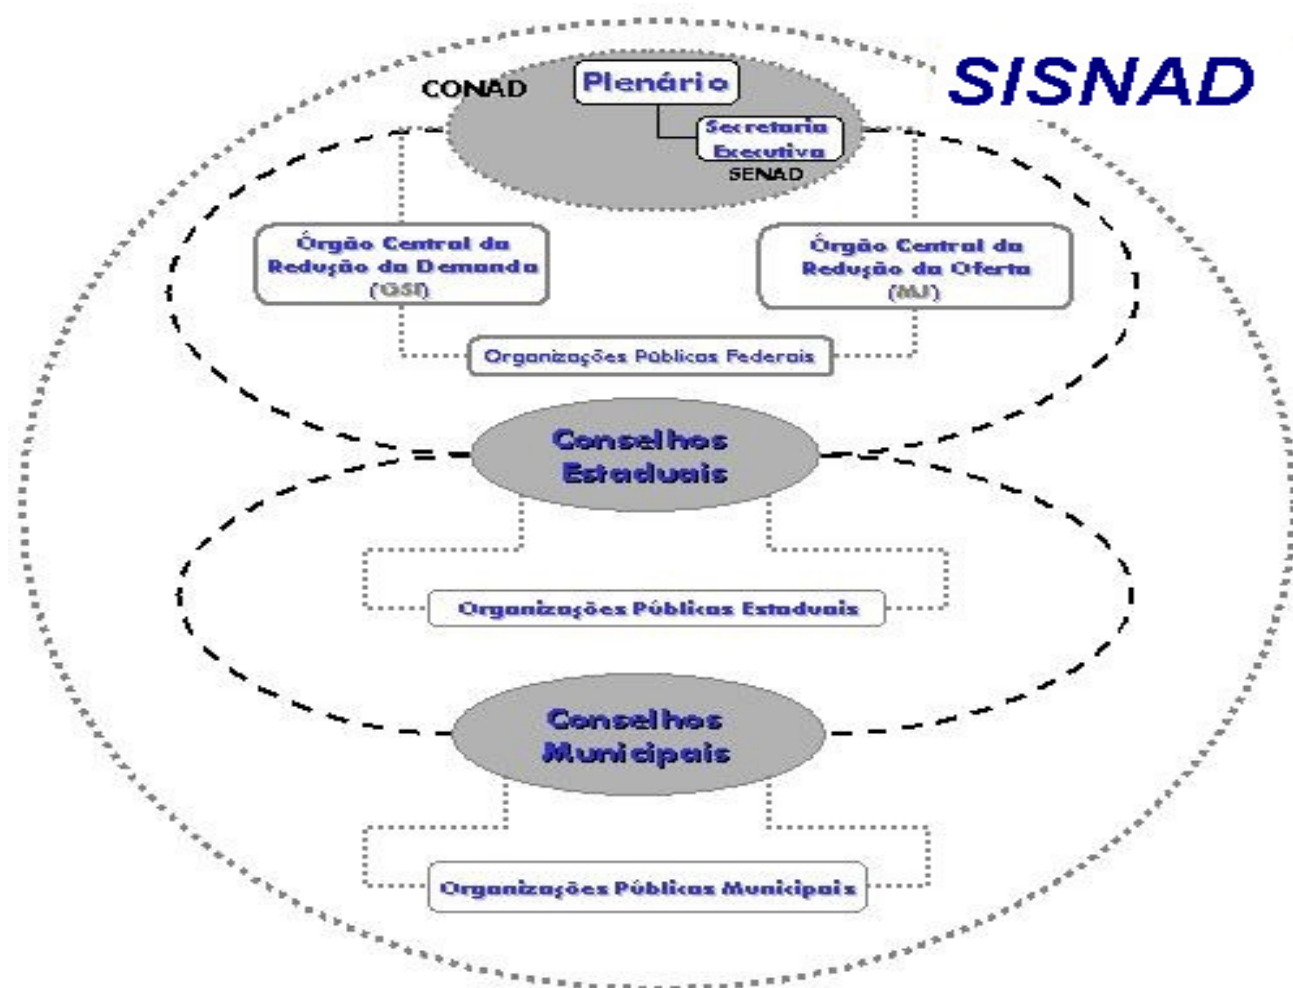 SISNAD
CONAD
Plenário
Secretaria
Executiva
SENAD
Órgão Central da
Redução da Demanda
(GSI)
Órgão Central da
Redução da Oferta
(MJ)
Organizações Públicas Federais
Conselhos
Estaduais
Organizações Públicas Estaduais
Conselhos
Municipais
Organizações Públicas Municipais